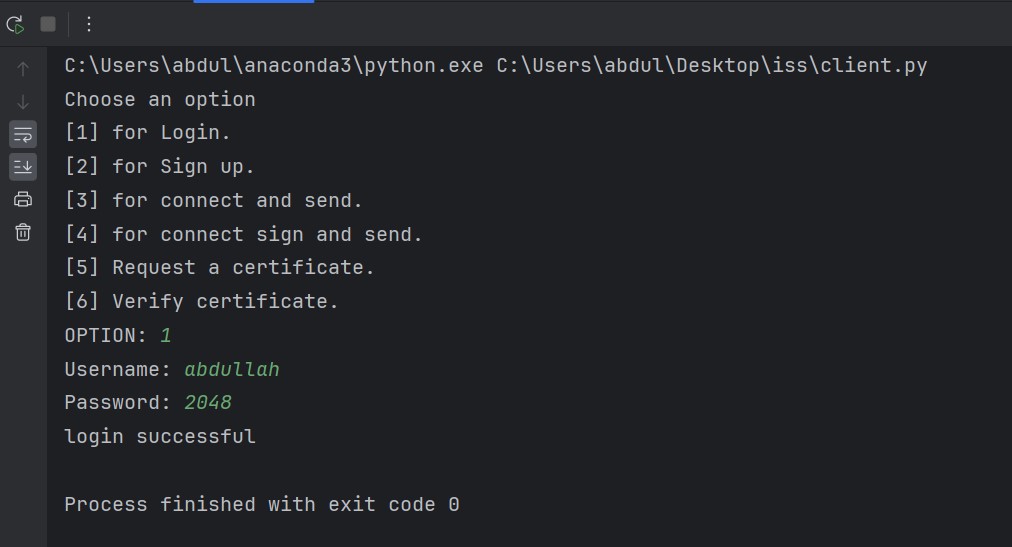 C:\Users\abdul\anaconda3\python.exe C:\Users\abdul\Desktop\iss\client.py
Choose an option
[1] for Login.
[2] for Sign up.
[3] for connect and send.
[4] for connect sign and send.
[5] Request a certificate.
[6] Verify certificate.
OPTION: 1
Username: abdullah
Password: 2048
login successful
Process finished with exit code 0